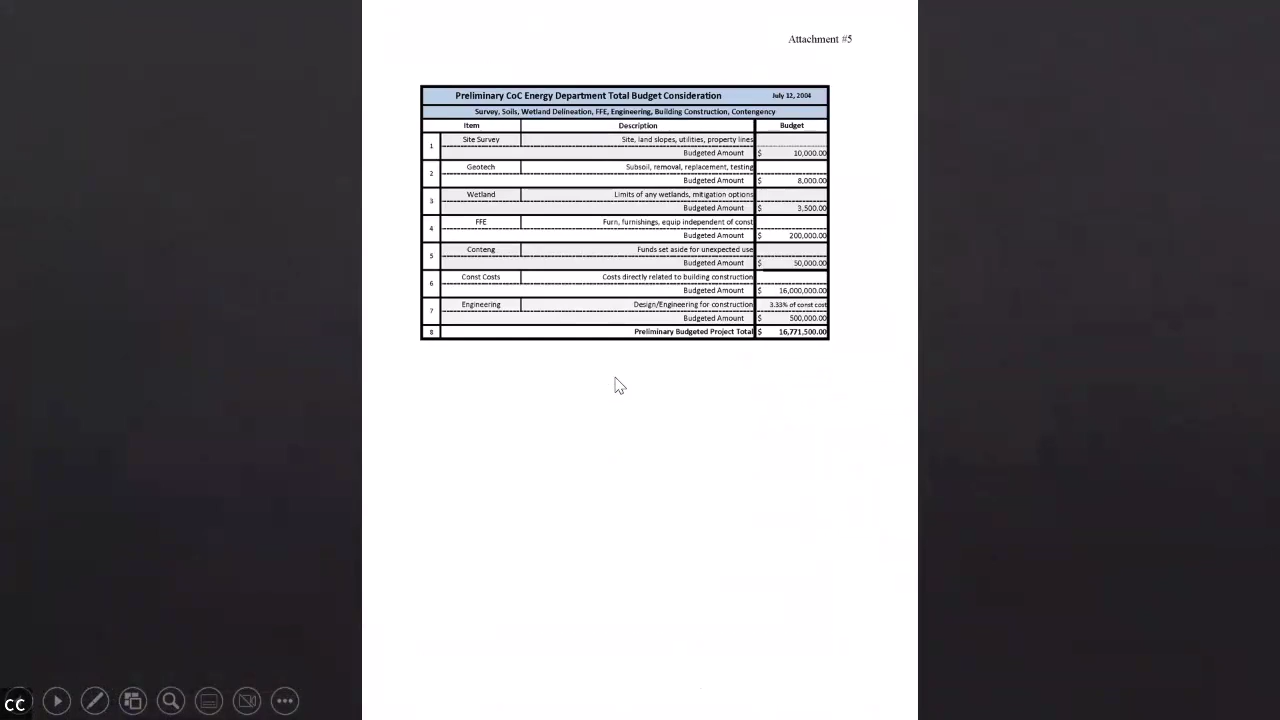 Attachment #5
Preliminary CoC Energy Department Total Budget Consideration July 12, 2004
Survey, Soils, Wetland Delineation, FFE, Engineering, Building Construction, Contengency
Item Description Budget
1 Site Survey Site, land slopes, utilities, property lines
Budgeted Amount $ 10,000.00
2 Geotech Subsoil, removal, replacement, testing
Budgeted Amount $ 8,000.00
3 Wetland Limits of any wetlands, mitigation options
Budgeted Amount $ 3,500.00
4 FFE Furn, furnishings, equip independent of const
Budgeted Amount $ 200,000.00
5 Conteng Funds set aside for unexpected use
Budgeted Amount $ 50,000.00
6 Const Costs Costs directly related to building construction
Budgeted Amount $ 16,000,000.00
7 Engineering Design/Engineering for construction 3.33% of const cost
Budgeted Amount $ 500,000.00
8 Preliminary Budgeted Project Total $ 16,771,500.00
CC